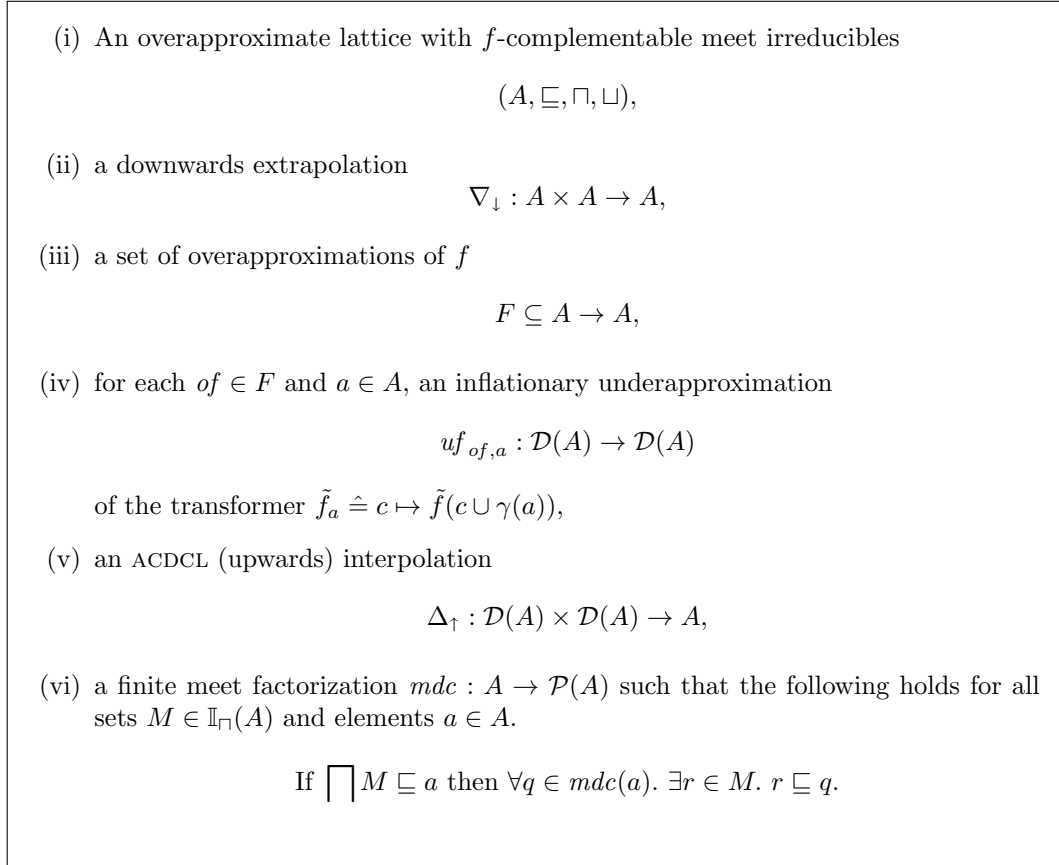 (i) An overapproximate lattice with f-complementable meet irreducibles
(A, ⊑, ⊓, ⊔),
(ii) a downwards extrapolation
∇↓ : A × A → A,
(iii) a set of overapproximations of f
F ⊆ A → A,
(iv) for each of ∈ F and a ∈ A, an inflationary underapproximation
uf_{of,a} : 𝒟(A) → 𝒟(A)
of the transformer f̃_a ≙ c ↦ f̃(c ∪ γ(a)),
(v) an ACDCL (upwards) interpolation
Δ↑ : 𝒟(A) × 𝒟(A) → A,
(vi) a finite meet factorization mdc : A → 𝒫(A) such that the following holds for all
sets M ∈ 𝕀_⊓(A) and elements a ∈ A.
If ⨅ M ⊑ a then ∀q ∈ mdc(a). ∃r ∈ M. r ⊑ q.